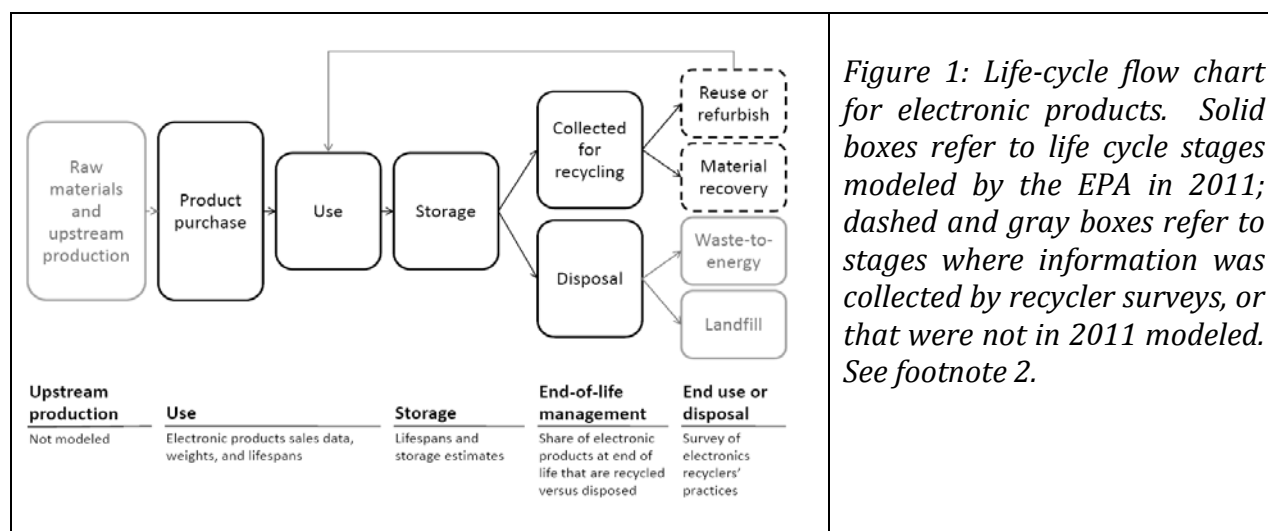 Raw
materials
and
upstream
production
Product
purchase
Use
Storage
Collected
for
recycling
Disposal
Reuse or
refurbish
Material
recovery
Waste-to-
energy
Landfill
Upstream
production
Not modeled
Use
Electronic products sales data,
weights, and lifespans
Storage
Lifespans and
storage estimates
End-of-life
management
Share of electronic
products at end of
life that are recycled
versus disposed
End use or
disposal
Survey of
electronics
recyclers'
practices
Figure 1: Life-cycle flow chart
for electronic products. Solid
boxes refer to life cycle stages
modeled by the EPA in 2011;
dashed and gray boxes refer to
stages where information was
collected by recycler surveys, or
that were not in 2011 modeled.
See footnote 2.